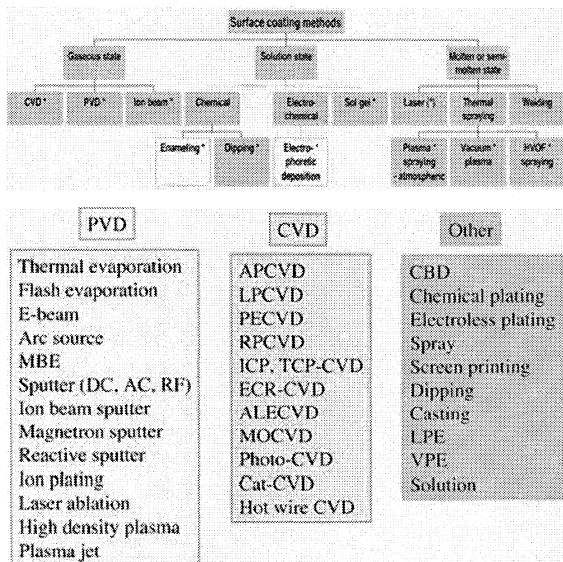 Surface coating methods
Gaseous state
Solution state
Molten or semi-
molten state
CVD *
PVD *
Ion beam *
Chemical
Electro-
chemical
Sol gel *
Laser (*)
Thermal
spraying
Welding
Enameling *
Dipping *
Electro- *
phoretic
deposition
Plasma *
spraying
- atmospheric
Vacuum *
plasma
HVOF *
spraying
PVD
Thermal evaporation
Flash evaporation
E-beam
Arc source
MBE
Sputter (DC, AC, RF)
Ion beam sputter
Magnetron sputter
Reactive sputter
Ion plating
Laser ablation
High density plasma
Plasma jet
CVD
APCVD
LPCVD
PECVD
RPCVD
ICP, TCP-CVD
ECR-CVD
ALECVD
MOCVD
Photo-CVD
Cat-CVD
Hot wire CVD
Other
CBD
Chemical plating
Electroless plating
Spray
Screen printing
Dipping
Casting
LPE
VPE
Solution